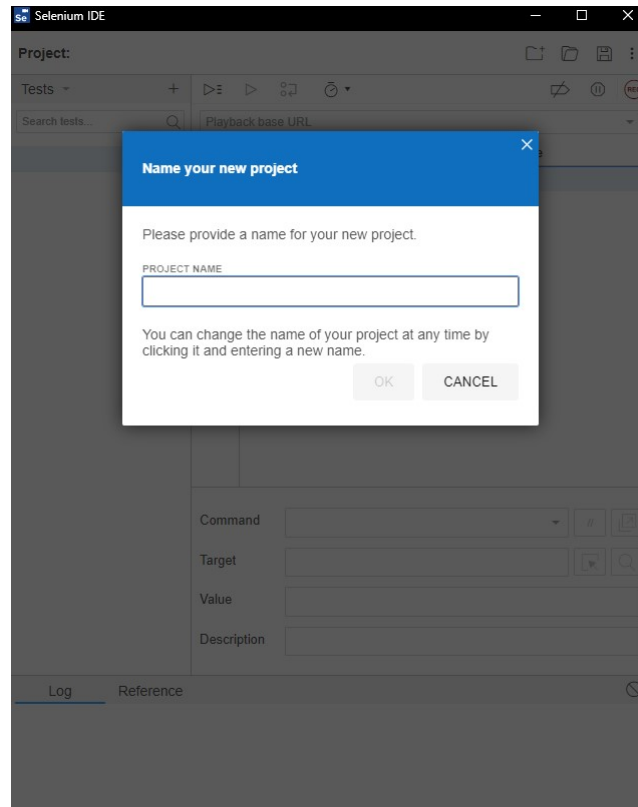 Se Selenium IDE
Project:
Tests
Search tests...
Playback base URL
Name your new project
Please provide a name for your new project.
PROJECT NAME
You can change the name of your project at any time by
clicking it and entering a new name.
OK CANCEL
Command
//
Target
Value
Description
Log Reference